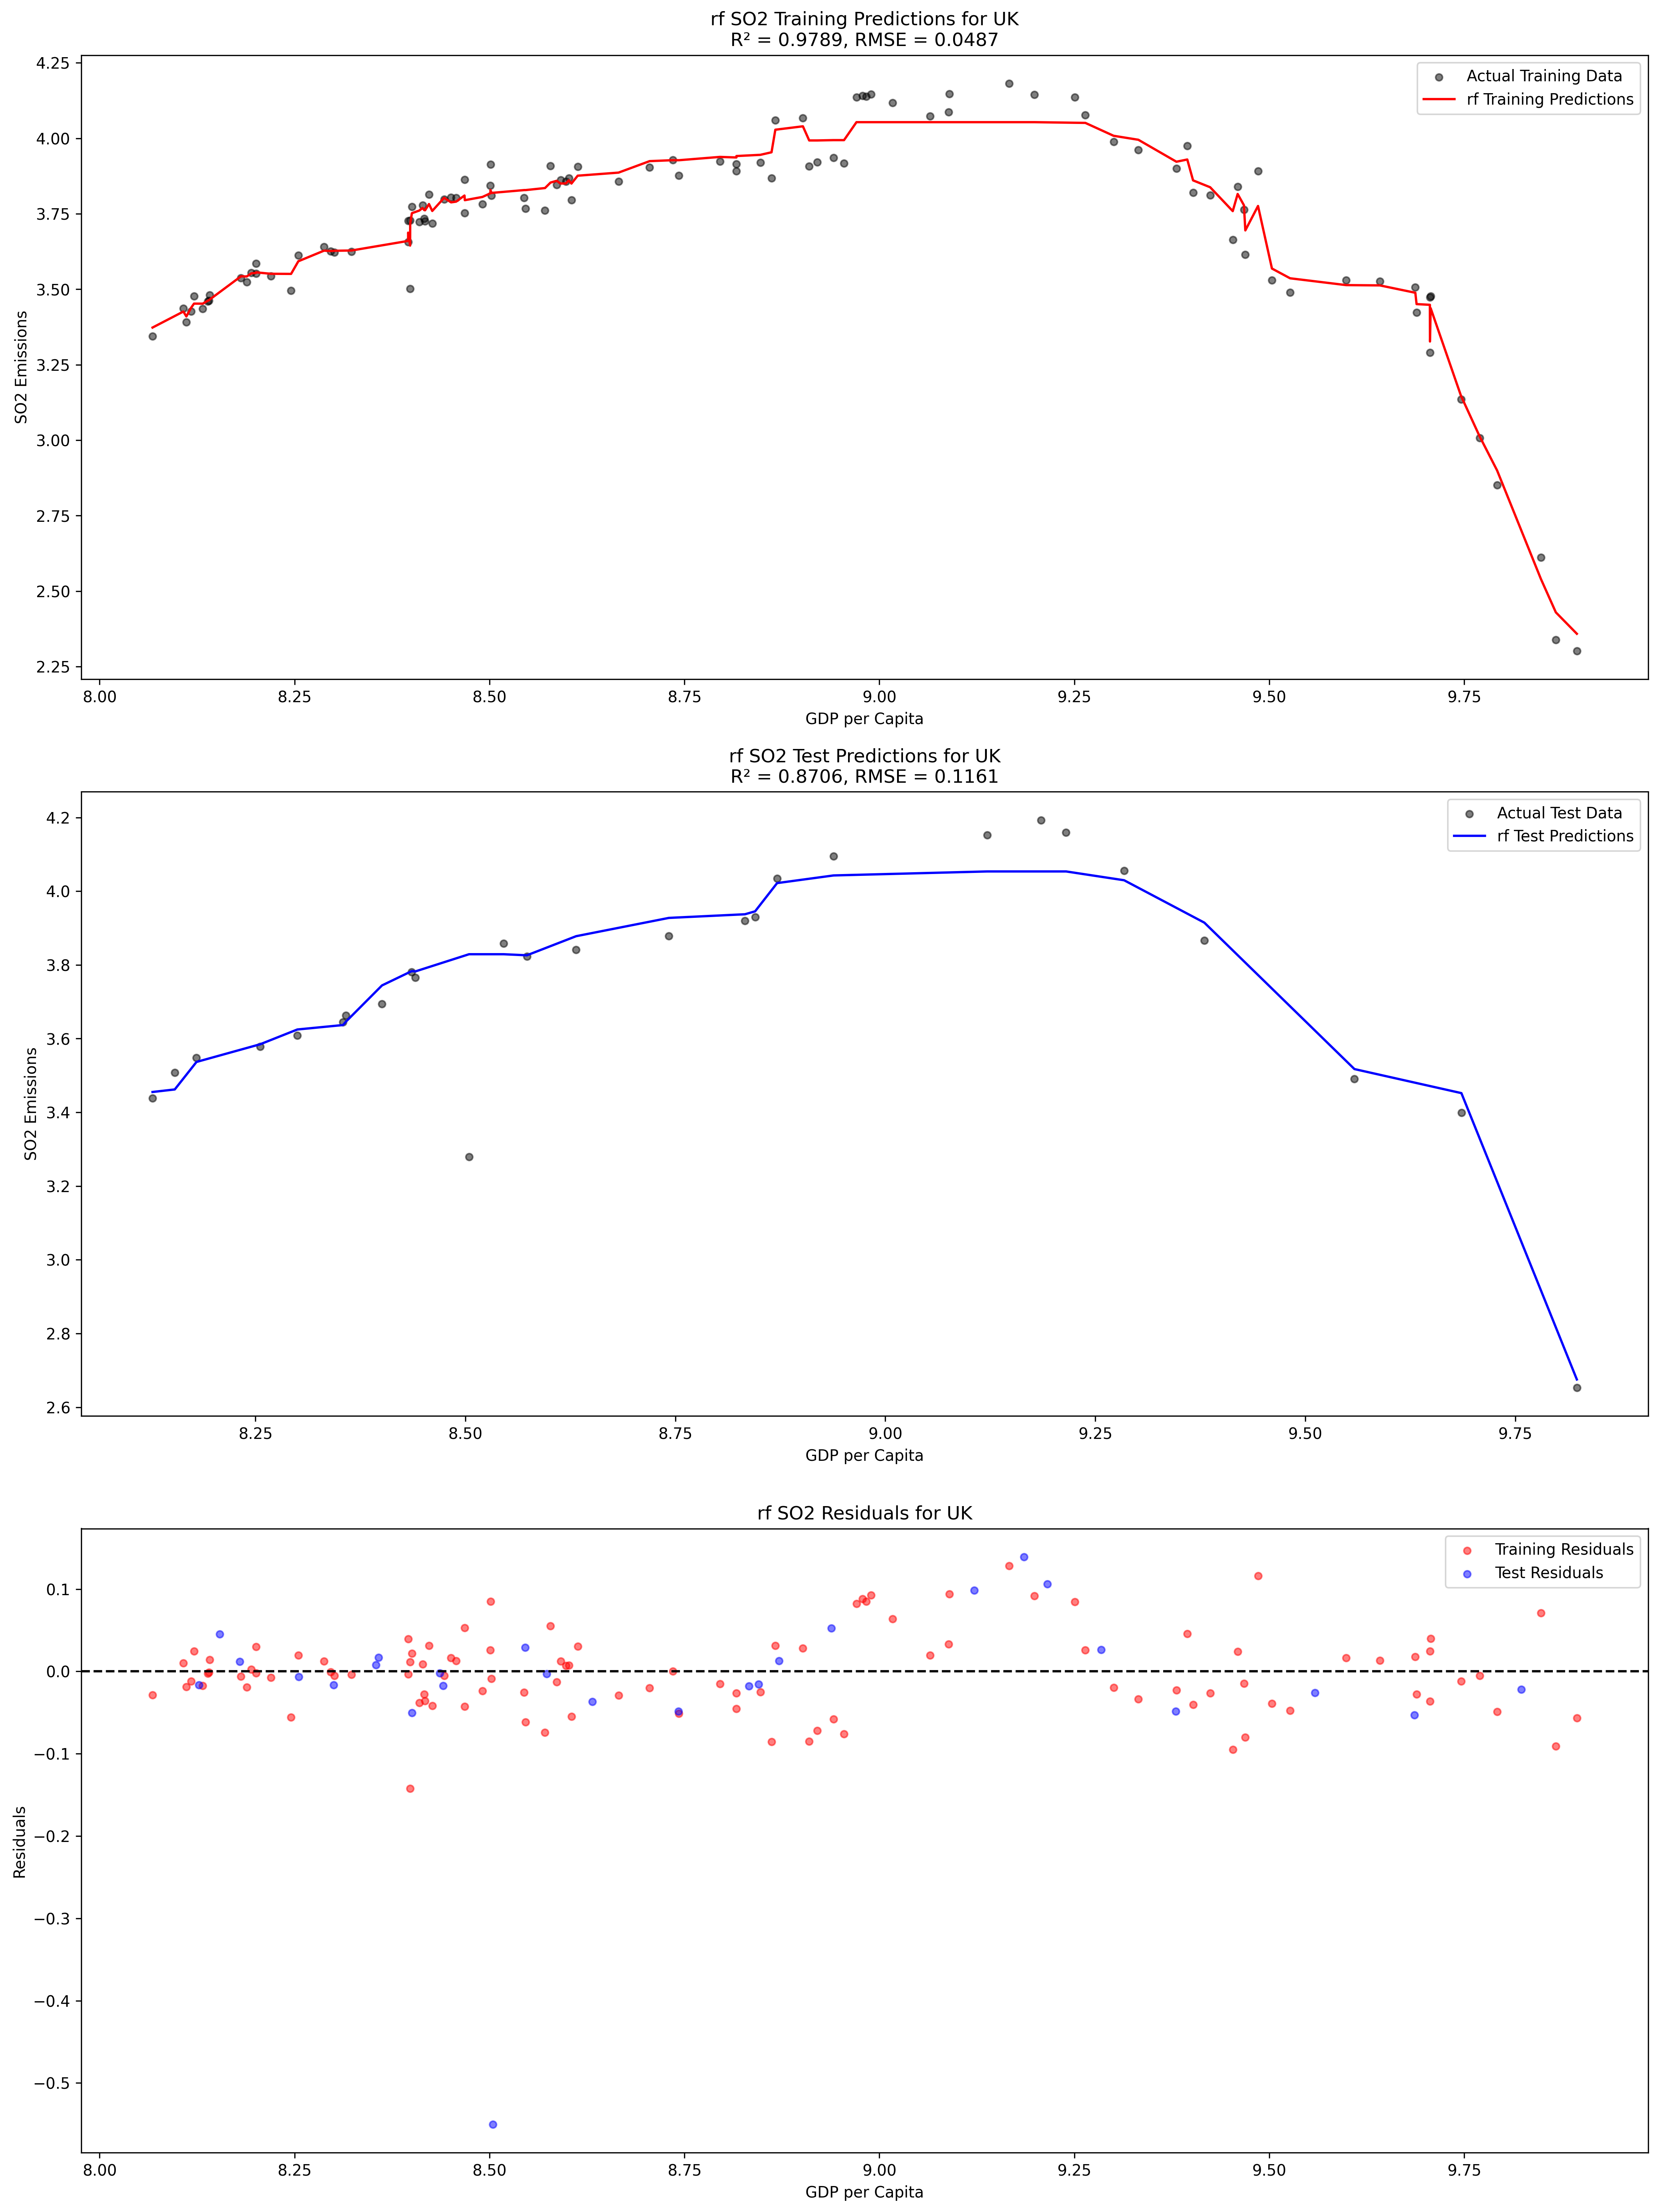 rf SO2 Training Predictions for UK
R² = 0.9789, RMSE = 0.0487
Actual Training Data
rf Training Predictions
SO2 Emissions
4.25
4.00
3.75
3.50
3.25
3.00
2.75
2.50
2.25
8.00 8.25 8.50 8.75 9.00 9.25 9.50 9.75
GDP per Capita
rf SO2 Test Predictions for UK
R² = 0.8706, RMSE = 0.1161
Actual Test Data
rf Test Predictions
SO2 Emissions
4.2
4.0
3.8
3.6
3.4
3.2
3.0
2.8
2.6
8.25 8.50 8.75 9.00 9.25 9.50 9.75
GDP per Capita
rf SO2 Residuals for UK
Training Residuals
Test Residuals
Residuals
0.1
0.0
−0.1
−0.2
−0.3
−0.4
−0.5
8.00 8.25 8.50 8.75 9.00 9.25 9.50 9.75
GDP per Capita